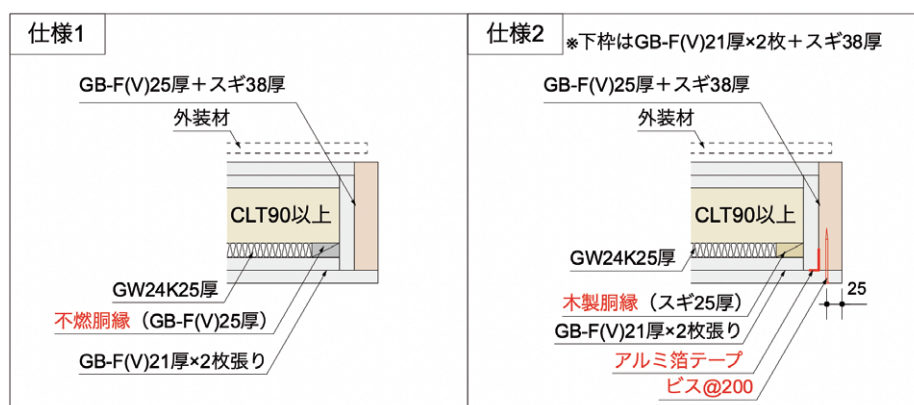 仕様1
GB-F(V)25厚＋スギ38厚
外装材
CLT90以上
GW24K25厚
不燃胴縁（GB-F(V)25厚）
GB-F(V)21厚×2枚張り
仕様2
※下枠はGB-F(V)21厚×2枚＋スギ38厚
GB-F(V)25厚＋スギ38厚
外装材
CLT90以上
GW24K25厚
25
木製胴縁（スギ25厚）
GB-F(V)21厚×2枚張り
アルミ箔テープ
ビス@200